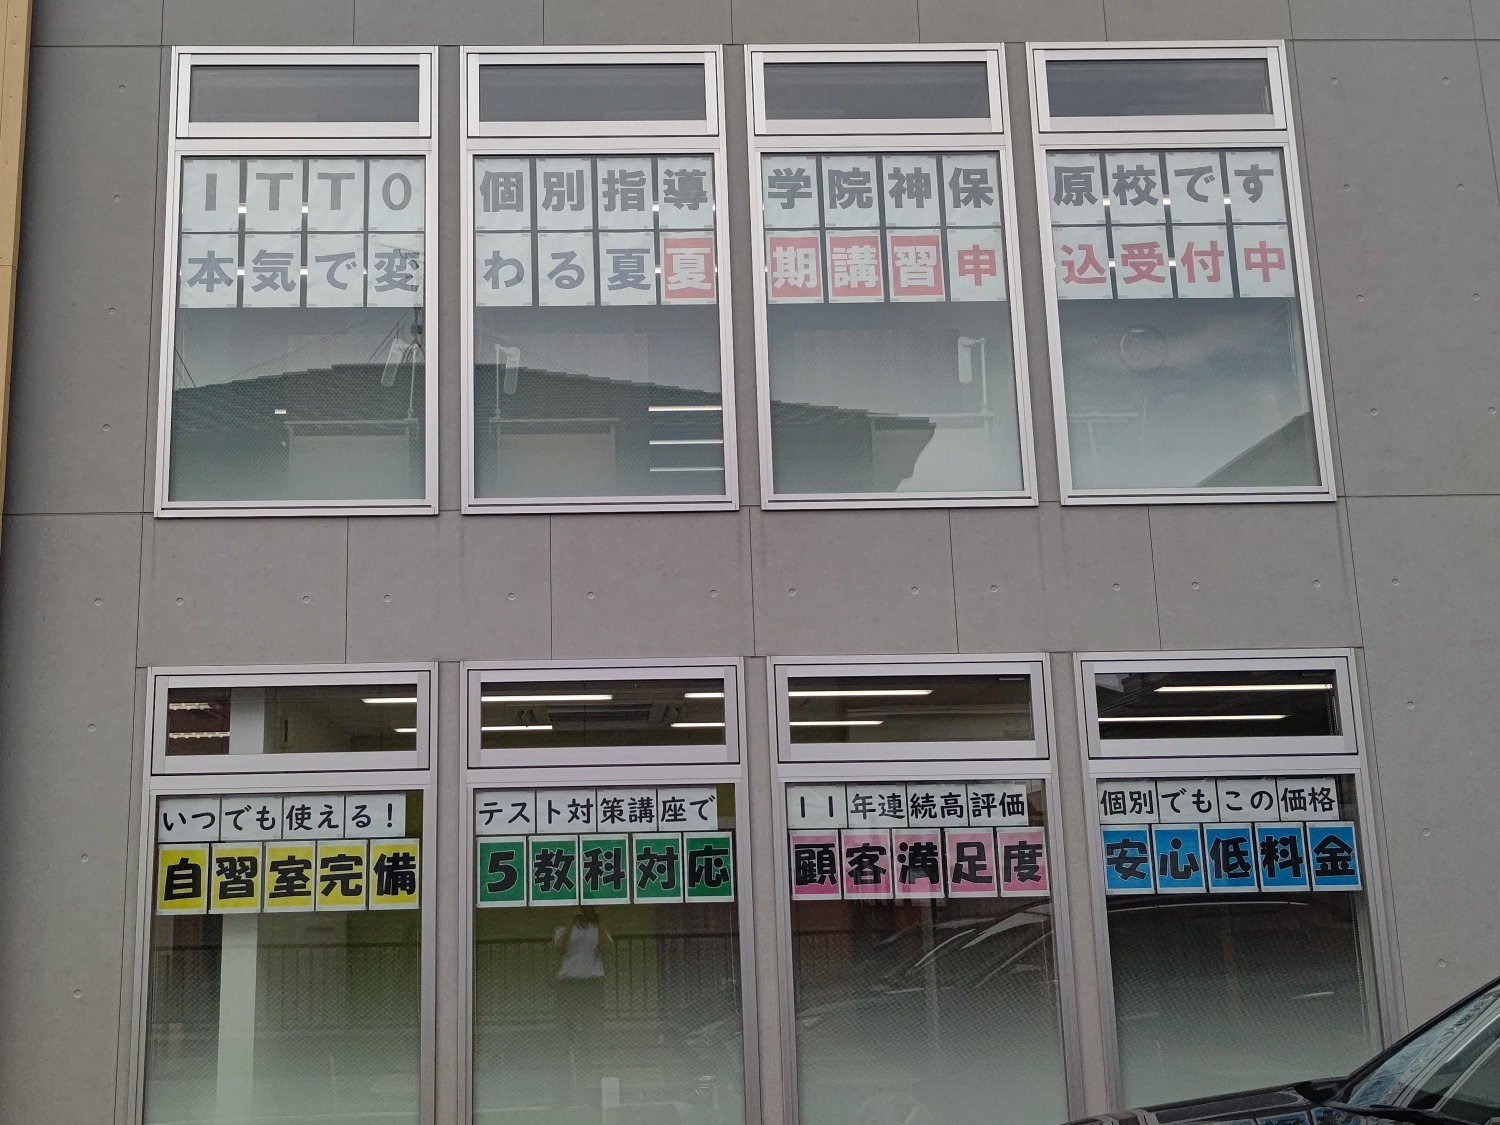 ITTO個別指導学院神保原校です
本気で変わる夏夏期講習申込受付中
いつでも使える！
自習室完備
テスト対策講座で
5教科対応
11年連続高評価
顧客満足度
個別でもこの価格
安心低料金